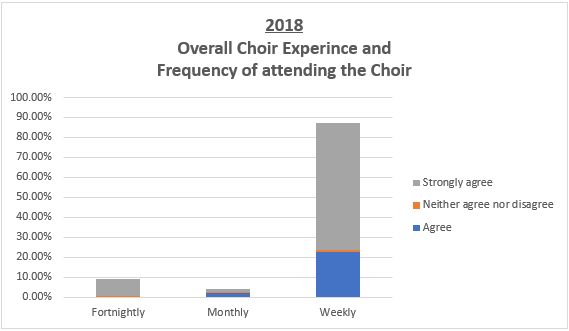 2018
Overall Choir Experince and
Frequency of attending the Choir
100.00%
90.00%
80.00%
70.00%
60.00%
50.00%
40.00%
30.00%
20.00%
10.00%
0.00%
Fortnightly
Monthly
Weekly
Strongly agree
Neither agree nor disagree
Agree